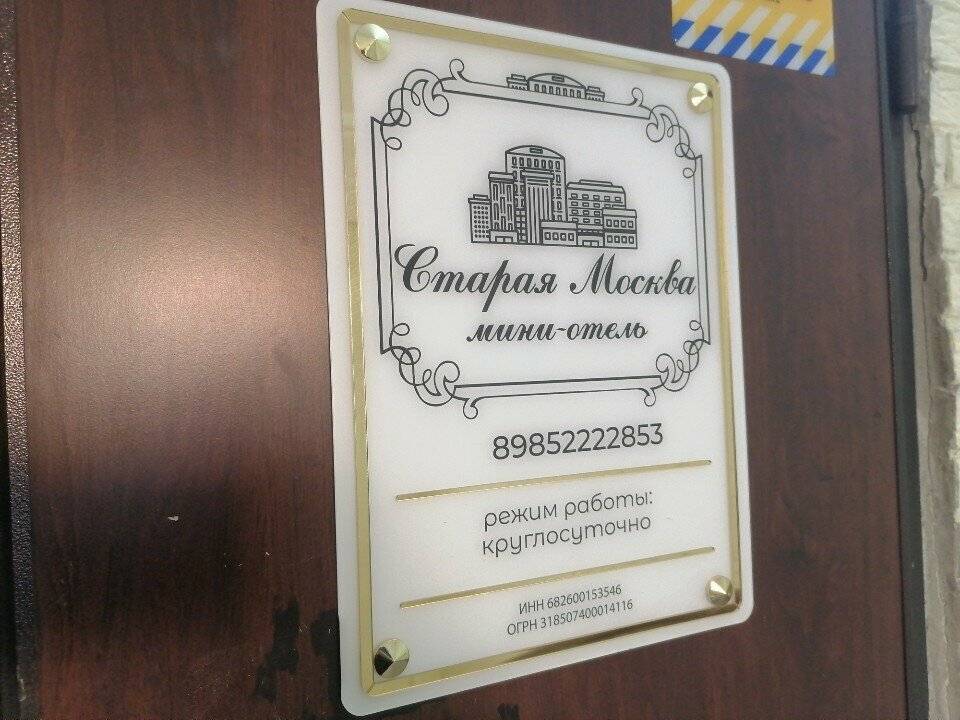 Старая Москва
мини-отель
89852222853
режим работы:
круглосуточно
ИНН 682600153546
ОГРН 318507400014116